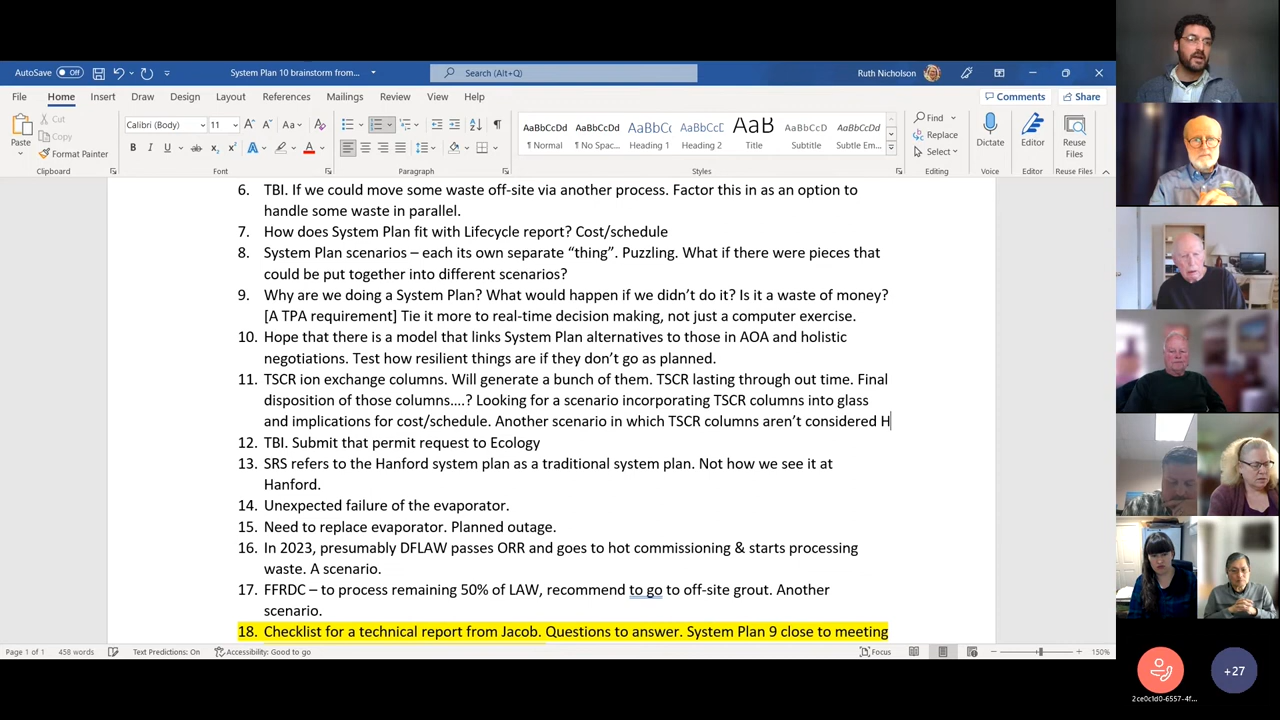 AutoSave Off
System Plan 10 brainstorm from...
Search (Alt+Q)
Ruth Nicholson
File Home Insert Draw Design Layout References Mailings Review View Help
Comments Share
Paste
Cut
Copy
Format Painter
Clipboard
Calibri (Body) 11
Font
Paragraph
AaBbCcDd AaBbCcDd AaBbCc AaBbCcD AaB AaBbCcD AaBbCcDd
¶ Normal ¶ No Spac... Heading 1 Heading 2 Title Subtitle Subtle Em...
Styles
Find
Replace
Select
Editing
Dictate
Voice
Editor
Editor
Reuse Files
Reuse Files
6. TBI. If we could move some waste off-site via another process. Factor this in as an option to
handle some waste in parallel.
7. How does System Plan fit with Lifecycle report? Cost/schedule
8. System Plan scenarios – each its own separate “thing”. Puzzling. What if there were pieces that
could be put together into different scenarios?
9. Why are we doing a System Plan? What would happen if we didn’t do it? Is it a waste of money?
[A TPA requirement] Tie it more to real-time decision making, not just a computer exercise.
10. Hope that there is a model that links System Plan alternatives to those in AOA and holistic
negotiations. Test how resilient things are if they don’t go as planned.
11. TSCR ion exchange columns. Will generate a bunch of them. TSCR lasting through out time. Final
disposition of those columns....? Looking for a scenario incorporating TSCR columns into glass
and implications for cost/schedule. Another scenario in which TSCR columns aren’t considered H
12. TBI. Submit that permit request to Ecology
13. SRS refers to the Hanford system plan as a traditional system plan. Not how we see it at
Hanford.
14. Unexpected failure of the evaporator.
15. Need to replace evaporator. Planned outage.
16. In 2023, presumably DFLAW passes ORR and goes to hot commissioning & starts processing
waste. A scenario.
17. FFRDC – to process remaining 50% of LAW, recommend to go to off-site grout. Another
scenario.
18. Checklist for a technical report from Jacob. Questions to answer. System Plan 9 close to meeting
Page 1 of 1 458 words Text Predictions: On Accessibility: Good to go Focus 150%
2ce0c1d0-6557-4f...
+27